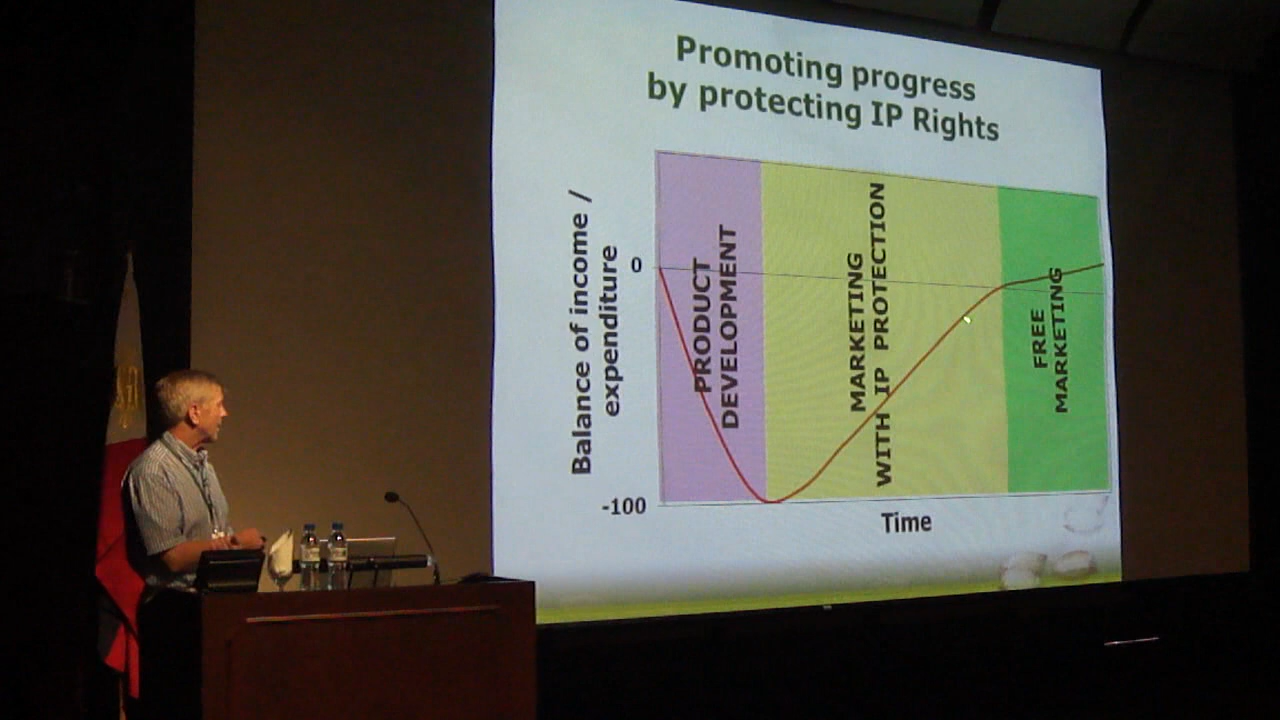 Promoting progress
by protecting IP Rights
Balance of income /
expenditure
0
-100
PRODUCT
DEVELOPMENT
MARKETING
WITH IP PROTECTION
FREE
MARKETING
Time